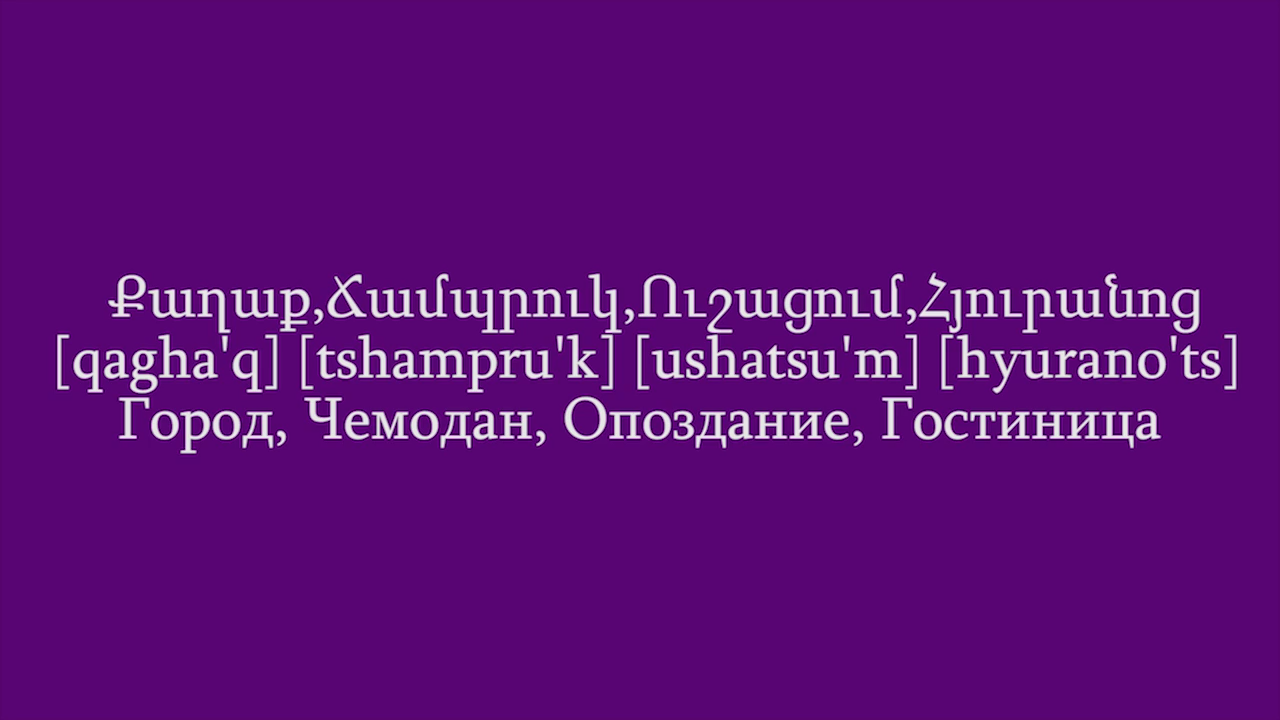 Քաղաք,Ճամպրուկ,Ուշացում,Հյուրանոց
[qagha'q] [tshampru'k] [ushatsu'm] [hyurano'ts]
Город, Чемодан, Опоздание, Гостиница